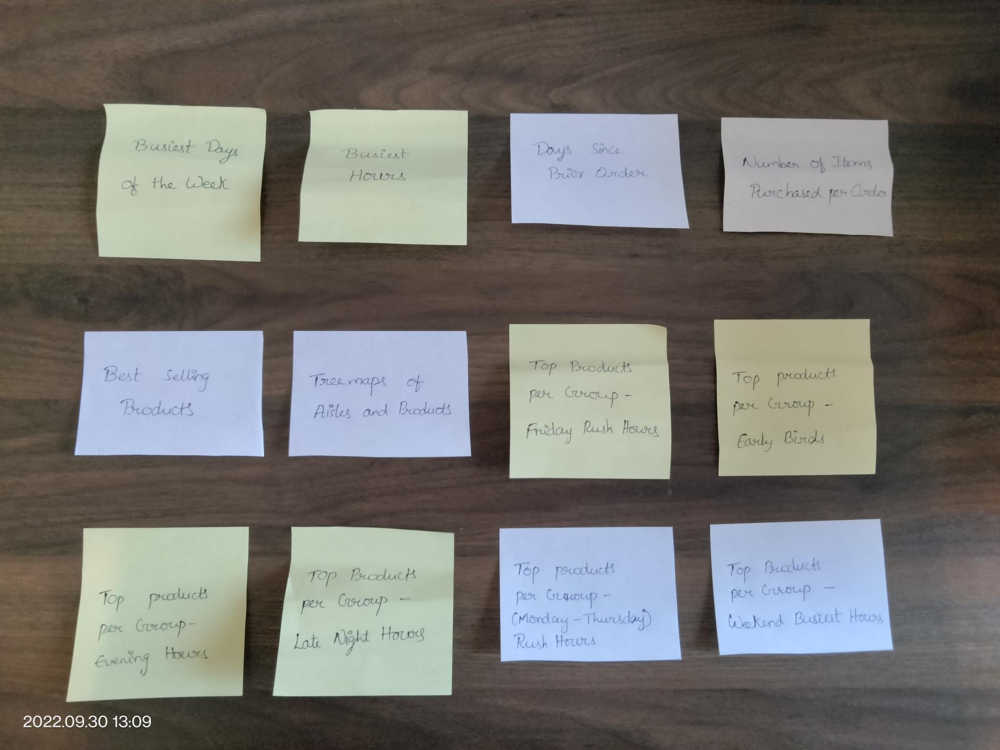 Busiest Days
of the Week
Busiest
Hours
Days Since
Prior Order
Number of Items
Purchased per Order
Best Selling
Products
Treemaps of
Aisles and Products
Top Products
per Group -
Friday Rush Hours
Top products
per Group -
Early Birds
Top products
per Group-
Evening Hours
Top Products
per Group -
Late Night Hours
Top products
per Group -
(Monday - Thursday)
Rush Hours
Top Products
per Group -
Weekend Busiest Hours
2022.09.30 13:09